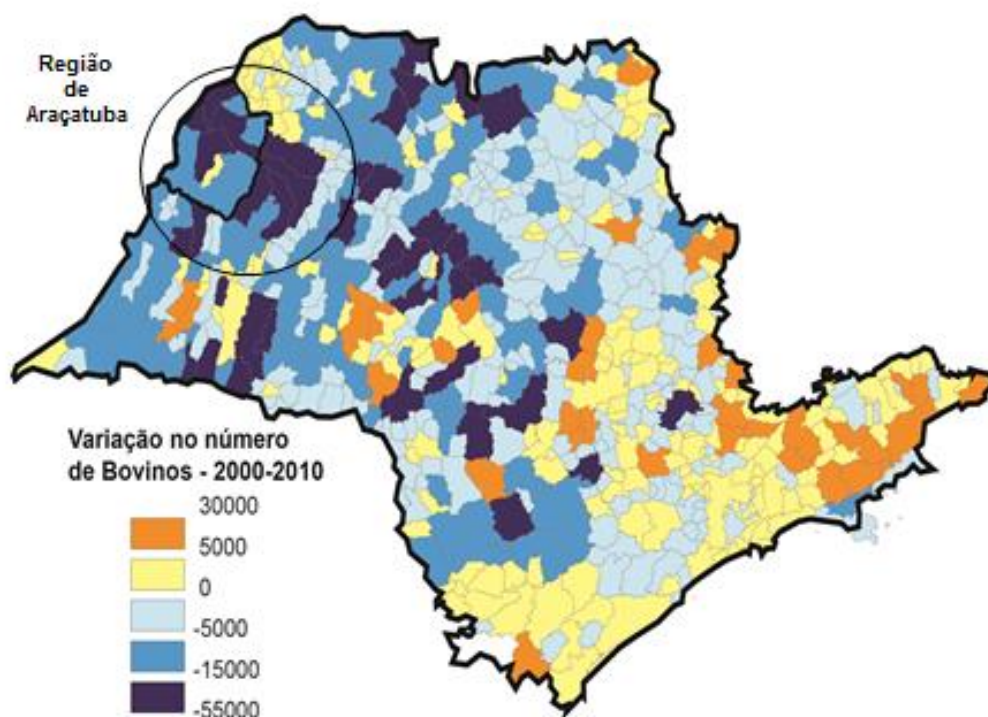 Região
de
Araçatuba
Variação no número
de Bovinos - 2000-2010
30000
5000
0
-5000
-15000
-55000